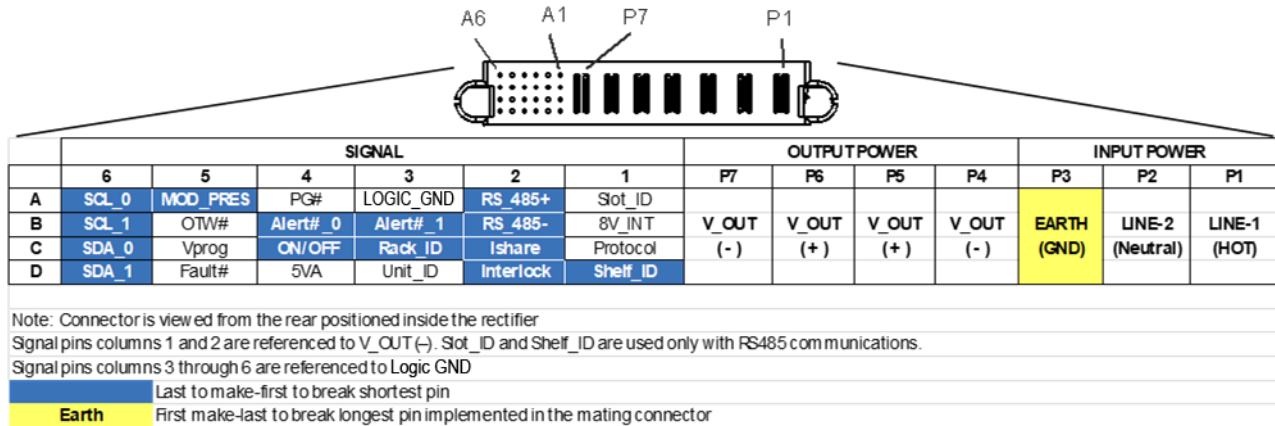 A6 A1 P7 P1
SIGNAL OUTPUT POWER INPUT POWER
6 5 4 3 2 1 P7 P6 P5 P4 P3 P2 P1
A SCL_0 MOD_PRES PG# LOGIC_GND RS_485+ Slot_ID
B SCL_1 OTW# Alert#_0 Alert#_1 RS_485- 8V_INT V_OUT V_OUT V_OUT V_OUT EARTH LINE-2 LINE-1
C SDA_0 Vprog ON/OFF Rack_ID Ishare Protocol (-) (+) (+) (-) (GND) (Neutral) (HOT)
D SDA_1 Fault# 5VA Unit_ID Interlock Shelf_ID
Note: Connector is viewed from the rear positioned inside the rectifier
Signal pins columns 1 and 2 are referenced to V_OUT (–). Slot_ID and Shelf_ID are used only with RS485 communications.
Signal pins columns 3 through 6 are referenced to Logic GND
Last to make-first to break shortest pin
Earth First make-last to break longest pin implemented in the mating connector